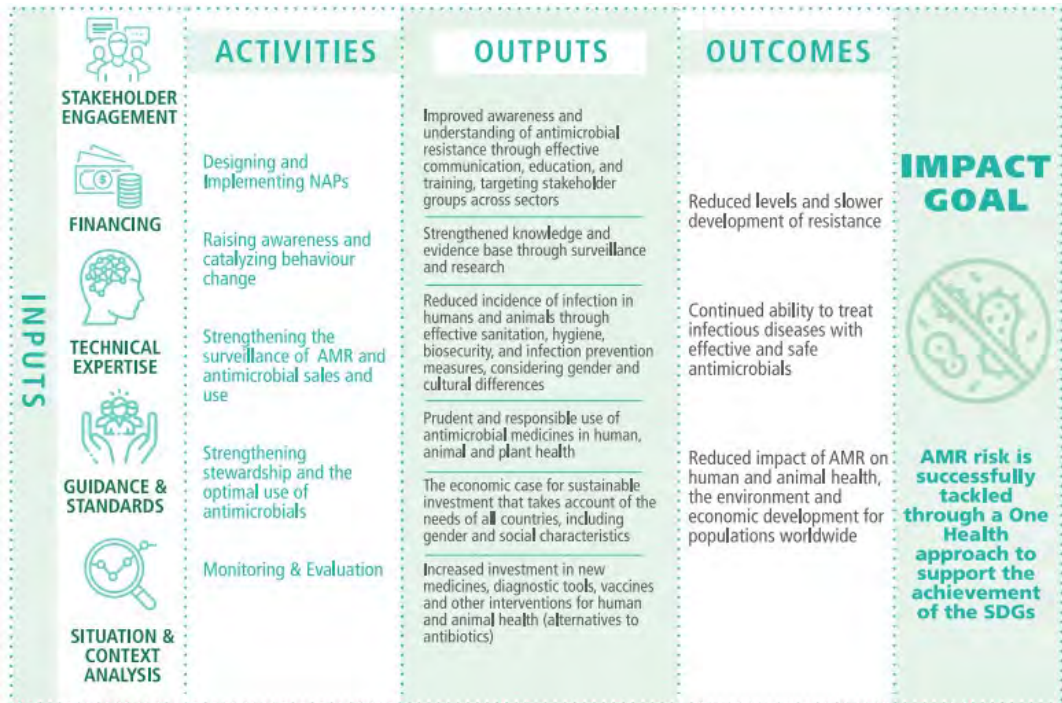 INPUTS
STAKEHOLDER
ENGAGEMENT
FINANCING
TECHNICAL
EXPERTISE
GUIDANCE &
STANDARDS
SITUATION &
CONTEXT
ANALYSIS
ACTIVITIES
Designing and
Implementing NAPs
Raising awareness and
catalyzing behaviour
change
Strengthening the
surveillance of AMR and
antimicrobial sales and
use
Strengthening
stewardship and the
optimal use of
antimicrobials
Monitoring & Evaluation
OUTPUTS
Improved awareness and
understanding of antimicrobial
resistance through effective
communication, education, and
training, targeting stakeholder
groups across sectors
Strengthened knowledge and
evidence base through surveillance
and research
Reduced incidence of infection in
humans and animals through
effective sanitation, hygiene,
biosecurity, and infection prevention
measures, considering gender and
cultural differences
Prudent and responsible use of
antimicrobial medicines in human,
animal and plant health
The economic case for sustainable
investment that takes account of the
needs of all countries, including
gender and social characteristics
Increased investment in new
medicines, diagnostic tools, vaccines
and other interventions for human
and animal health (alternatives to
antibiotics)
OUTCOMES
Reduced levels and slower
development of resistance
Continued ability to treat
infectious diseases with
effective and safe
antimicrobials
Reduced impact of AMR on
human and animal health,
the environment and
economic development for
populations worldwide
IMPACT
GOAL
AMR risk is
successfully
tackled
through a One
Health
approach to
support the
achievement
of the SDGs